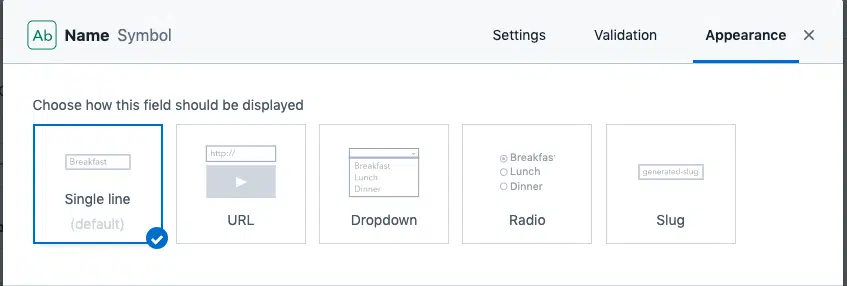 Ab Name Symbol Settings Validation Appearance ×
Choose how this field should be displayed
Breakfast
Single line
(default)
http://
URL
Breakfast
Lunch
Dinner
Dropdown
Breakfas
Lunch
Dinner
Radio
generated-slug
Slug